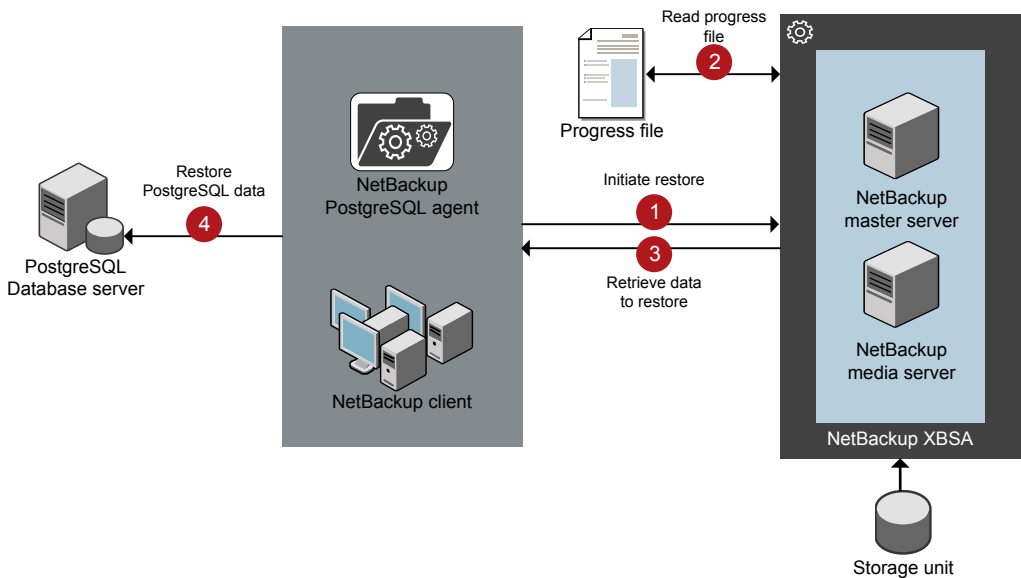 Read progress
file
2
Progress file
NetBackup
PostgreSQL agent
Restore
PostgreSQL data
4
PostgreSQL
Database server
Initiate restore
1
3
Retrieve data
to restore
NetBackup client
NetBackup
master server
NetBackup
media server
NetBackup XBSA
Storage unit